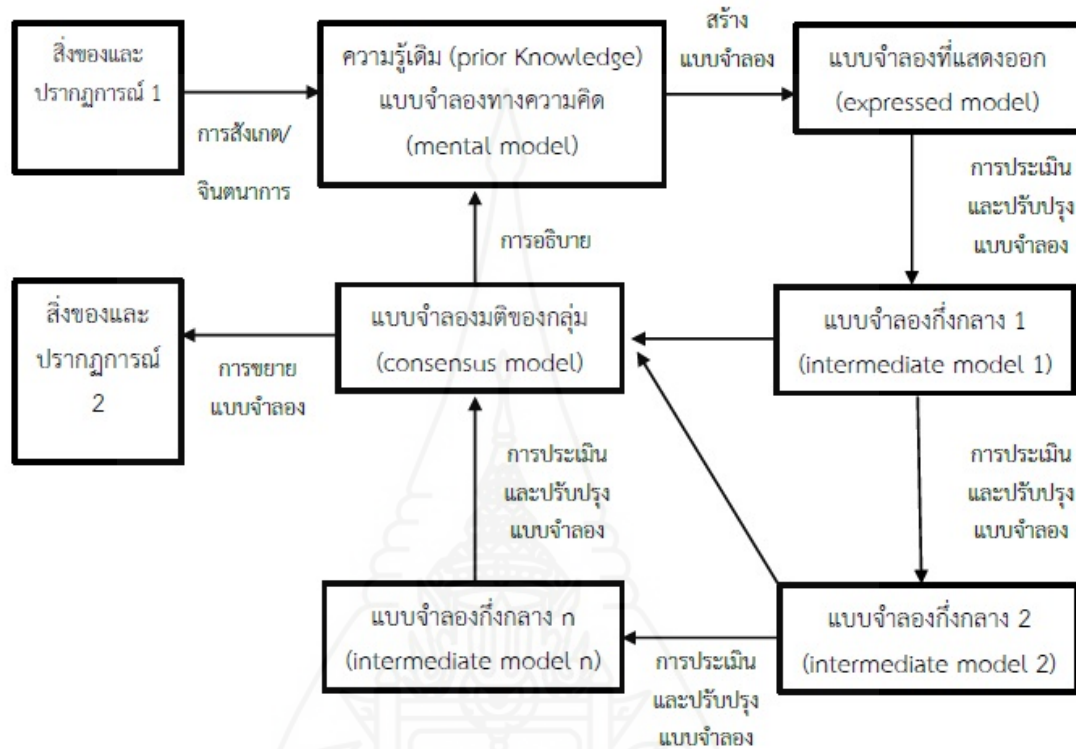 สิ่งของและ
ปรากฏการณ์ 1
การสังเกต/
จินตนาการ
ความรู้เดิม (prior Knowledge)
แบบจำลองทางความคิด
(mental model)
สร้าง
แบบจำลอง
แบบจำลองที่แสดงออก
(expressed model)
การประเมิน
และปรับปรุง
แบบจำลอง
การอธิบาย
สิ่งของและ
ปรากฏการณ์
2
การขยาย
แบบจำลอง
แบบจำลองมติของกลุ่ม
(consensus model)
แบบจำลองกึ่งกลาง 1
(intermediate model 1)
การประเมิน
และปรับปรุง
แบบจำลอง
การประเมิน
และปรับปรุง
แบบจำลอง
แบบจำลองกึ่งกลาง n
(intermediate model n)
การประเมิน
และปรับปรุง
แบบจำลอง
แบบจำลองกึ่งกลาง 2
(intermediate model 2)